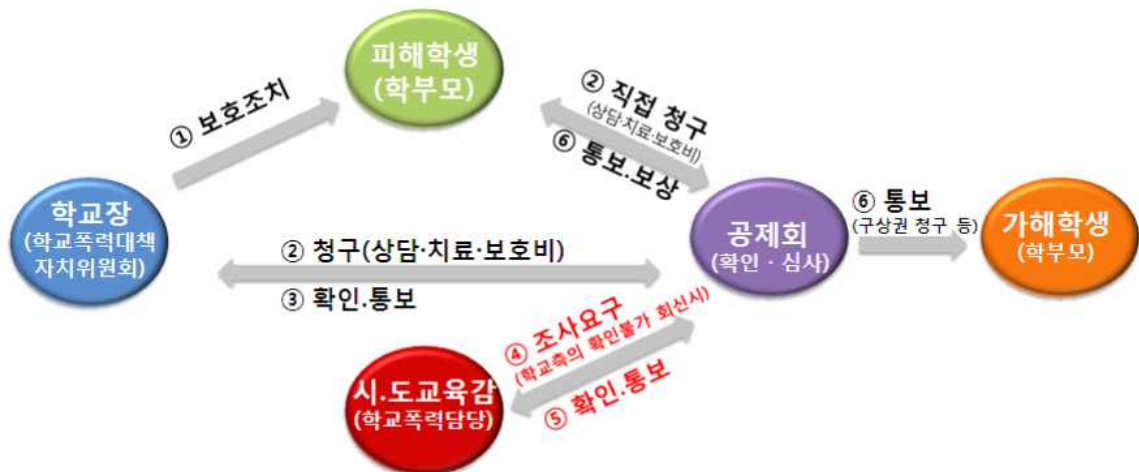 피해학생
(학부모)
① 보호조치
② 직접 청구
(상담·치료·보호비)
⑥ 통보.보상
학교장
(학교폭력대책
자치위원회)
② 청구(상담·치료·보호비)
③ 확인.통보
공제회
(확인 · 심사)
⑥ 통보
(구상권 청구 등)
가해학생
(학부모)
④ 조사요구
(학교측의 확인불가 회신시)
⑤ 확인.통보
시.도교육감
(학교폭력담당)